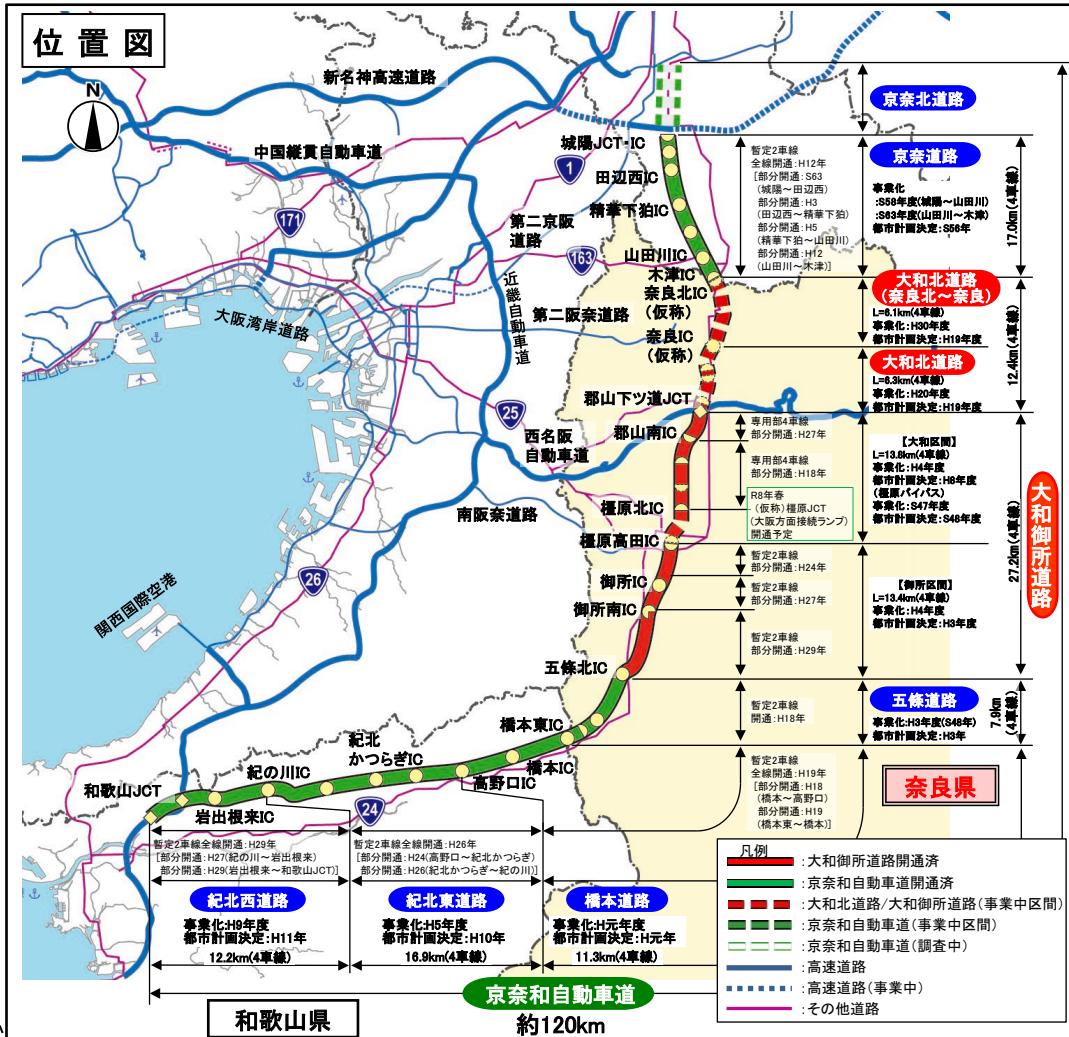 位置図
N
新名神高速道路
中国縦貫自動車道
171
1
第二京阪
道路
163
近畿自動車道
大阪湾岸道路
第二阪奈道路
25
西名阪
自動車道
南阪奈道路
26
関西国際空港
24
城陽JCT・IC
田辺西IC
精華下狛IC
山田川IC
木津IC
奈良北IC
(仮称)
奈良IC
(仮称)
郡山下ツ道JCT
郡山南IC
橿原北IC
橿原高田IC
御所IC
御所南IC
五條北IC
橋本東IC
橋本IC
高野口IC
紀北
かつらぎIC
紀の川IC
岩出根来IC
和歌山JCT
京奈北道路
暫定2車線
全線開通:H12年
[部分開通:S63
(城陽~田辺西)
部分開通:H3
(田辺西~精華下狛)
部分開通:H5
(精華下狛~山田川)
部分開通:H12
(山田川~木津)]
京奈道路
事業化
:S58年度(城陽~山田川)
:S63年度(山田川~木津)
都市計画決定:S56年
17.0km(4車線)
大和北道路
(奈良北~奈良)
L=6.1km(4車線)
事業化:H30年度
都市計画決定:H19年度
大和北道路
L=6.3km(4車線)
事業化:H20年度
都市計画決定:H19年度
12.4km(4車線)
専用部4車線
部分開通:H27年
専用部4車線
部分開通:H18年
R8年春
(仮称)橿原JCT
(大阪方面接続ランプ)
開通予定
【大和区間】
L=13.8km(4車線)
事業化:H4年度
都市計画決定:H8年度
(橿原バイパス)
事業化:S47年度
都市計画決定:S48年度
暫定2車線
部分開通:H24年
暫定2車線
部分開通:H27年
暫定2車線
部分開通:H29年
【御所区間】
L=13.4km(4車線)
事業化:H4年度
都市計画決定:H3年度
27.2km(4車線)
大和御所道路
暫定2車線
開通:H18年
五條道路
事業化:H3年度(S48年)
都市計画決定:H3年
7.9km
(4車線)
暫定2車線
全線開通:H19年
[部分開通:H18
(橋本~高野口)
部分開通:H19
(橋本東~橋本)]
奈良県
暫定2車線全線開通:H29年
[部分開通:H27(紀の川~岩出根来)
部分開通:H29(岩出根来~和歌山JCT)]
紀北西道路
事業化:H9年度
都市計画決定:H11年
12.2km(4車線)
暫定2車線全線開通:H26年
[部分開通:H24(高野口~紀北かつらぎ)
部分開通:H26(紀北かつらぎ~紀の川)]
紀北東道路
事業化:H5年度
都市計画決定:H10年
16.9km(4車線)
橋本道路
事業化:H元年度
都市計画決定:H元年
11.3km(4車線)
京奈和自動車道
約120km
和歌山県
凡例
:大和御所道路開通済
:京奈和自動車道開通済
:大和北道路/大和御所道路(事業中区間)
:京奈和自動車道(事業中区間)
:京奈和自動車道(調査中)
:高速道路
:高速道路(事業中)
:その他道路